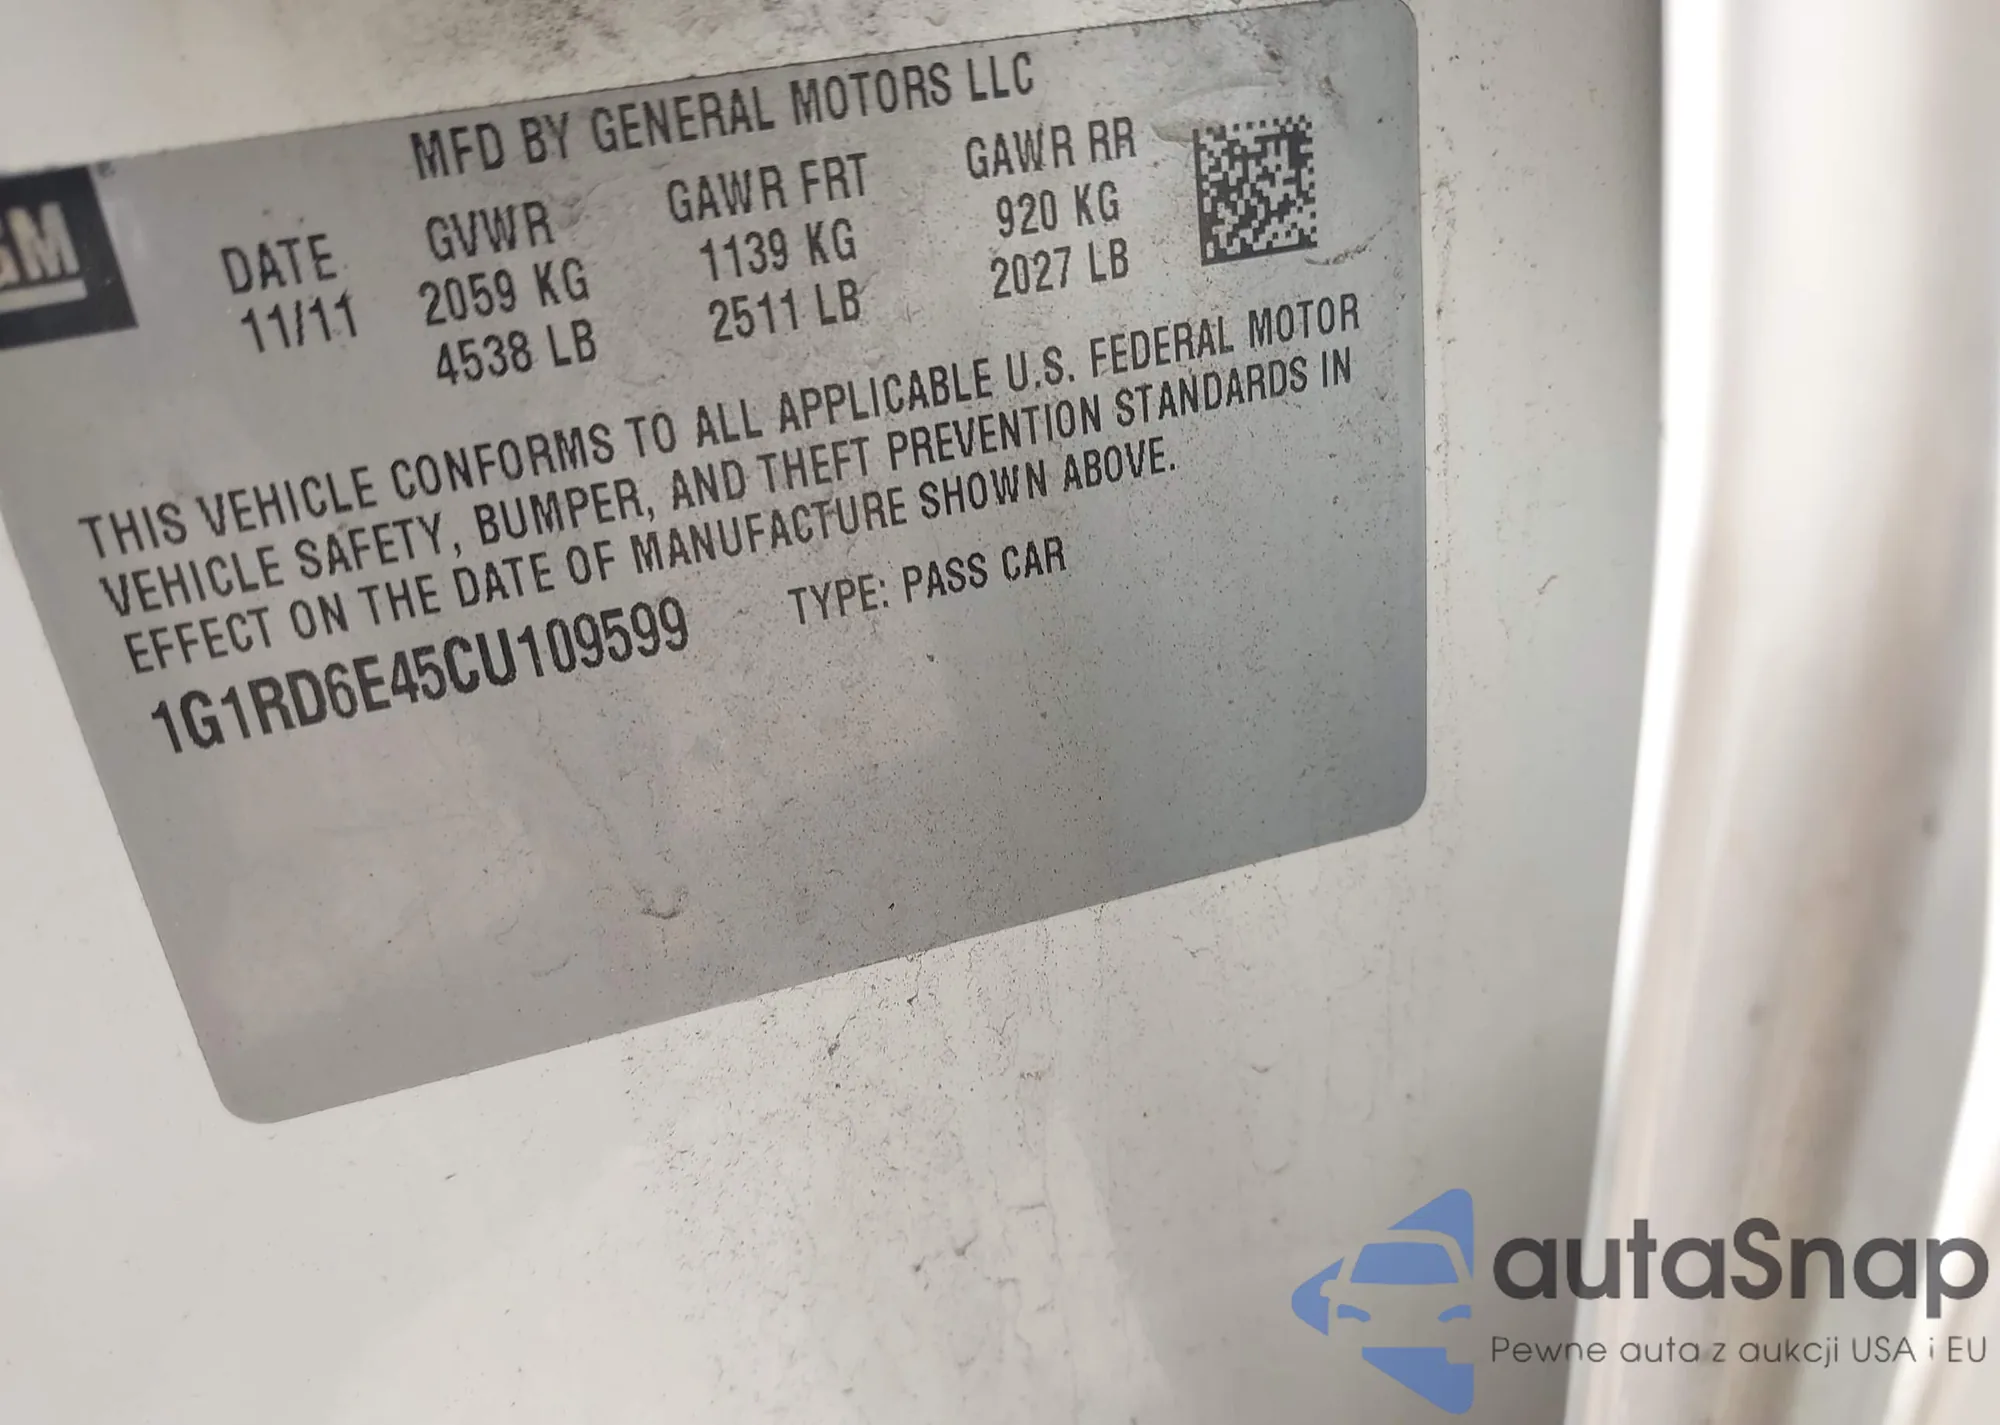 MFD BY GENERAL MOTORS LLC
GM
DATE GVWR GAWR FRT GAWR RR
11/11 2059 KG 1139 KG 920 KG
4538 LB 2511 LB 2027 LB
THIS VEHICLE CONFORMS TO ALL APPLICABLE U.S. FEDERAL MOTOR
VEHICLE SAFETY, BUMPER, AND THEFT PREVENTION STANDARDS IN
EFFECT ON THE DATE OF MANUFACTURE SHOWN ABOVE.
1G1RD6E45CU109599 TYPE: PASS CAR
autaSnap
Pewne auta z aukcji USA i EU